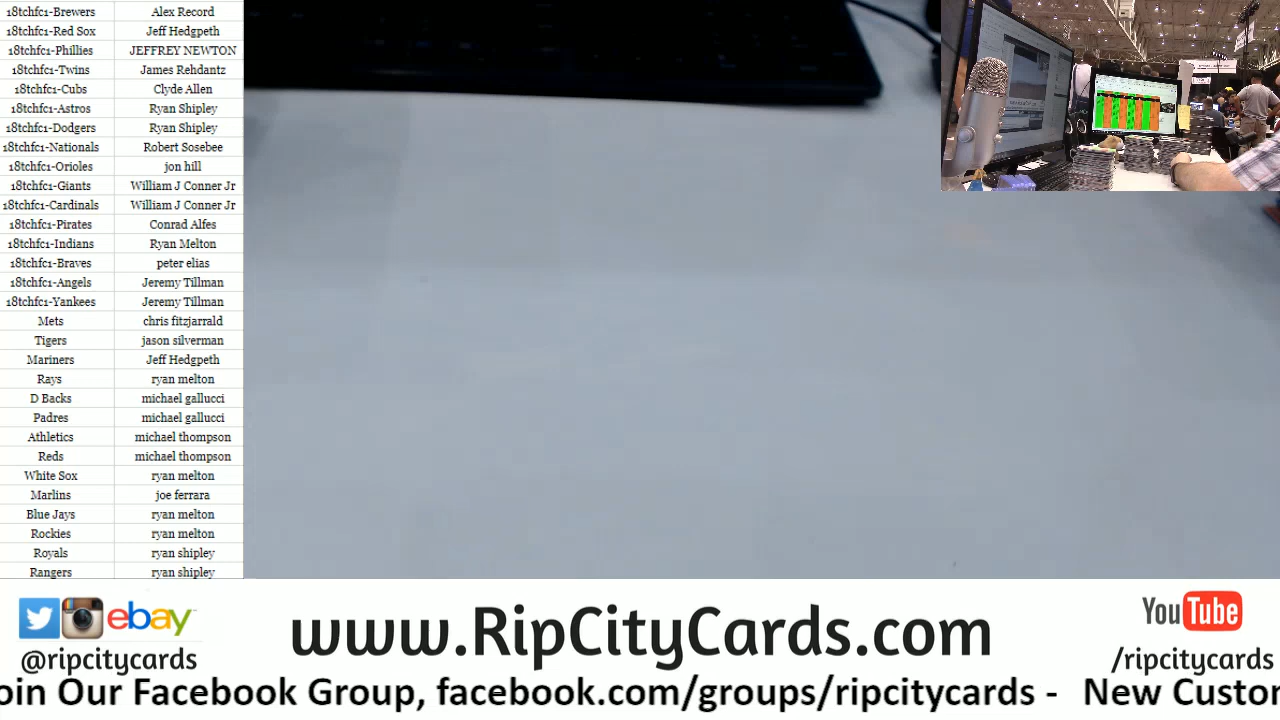 18tchfc1-Brewers Alex Record
18tchfc1-Red Sox Jeff Hedgpeth
18tchfc1-Phillies JEFFREY NEWTON
18tchfc1-Twins James Rehdantz
18tchfc1-Cubs Clyde Allen
18tchfc1-Astros Ryan Shipley
18tchfc1-Dodgers Ryan Shipley
18tchfc1-Nationals Robert Sosebee
18tchfc1-Orioles jon hill
18tchfc1-Giants William J Conner Jr
18tchfc1-Cardinals William J Conner Jr
18tchfc1-Pirates Conrad Alfes
18tchfc1-Indians Ryan Melton
18tchfc1-Braves peter elias
18tchfc1-Angels Jeremy Tillman
18tchfc1-Yankees Jeremy Tillman
Mets chris fitzjarrald
Tigers jason silverman
Mariners Jeff Hedgpeth
Rays ryan melton
D Backs michael gallucci
Padres michael gallucci
Athletics michael thompson
Reds michael thompson
White Sox ryan melton
Marlins joe ferrara
Blue Jays ryan melton
Rockies ryan melton
Royals ryan shipley
Rangers ryan shipley
ebay
@ripcitycards
www.RipCityCards.com
YouTube
/ripcitycards
oin Our Facebook Group, facebook.com/groups/ripcitycards - New Custom